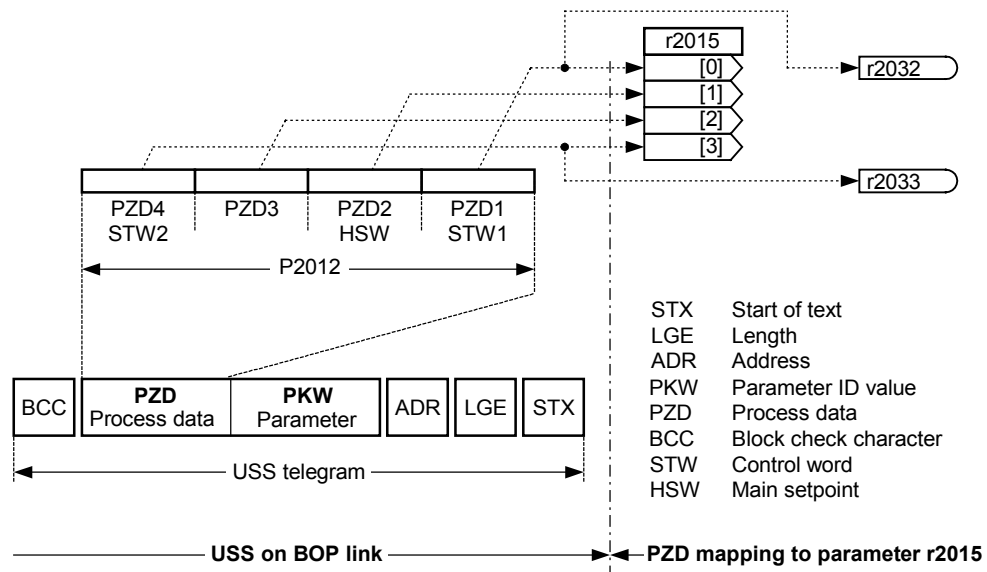 r2015
[0]
[1]
[2]
[3]
r2032
r2033
PZD4
STW2
PZD3
PZD2
HSW
PZD1
STW1
P2012
BCC
PZD
Process data
PKW
Parameter
ADR
LGE
STX
USS telegram
STX Start of text
LGE Length
ADR Address
PKW Parameter ID value
PZD Process data
BCC Block check character
STW Control word
HSW Main setpoint
USS on BOP link
PZD mapping to parameter r2015